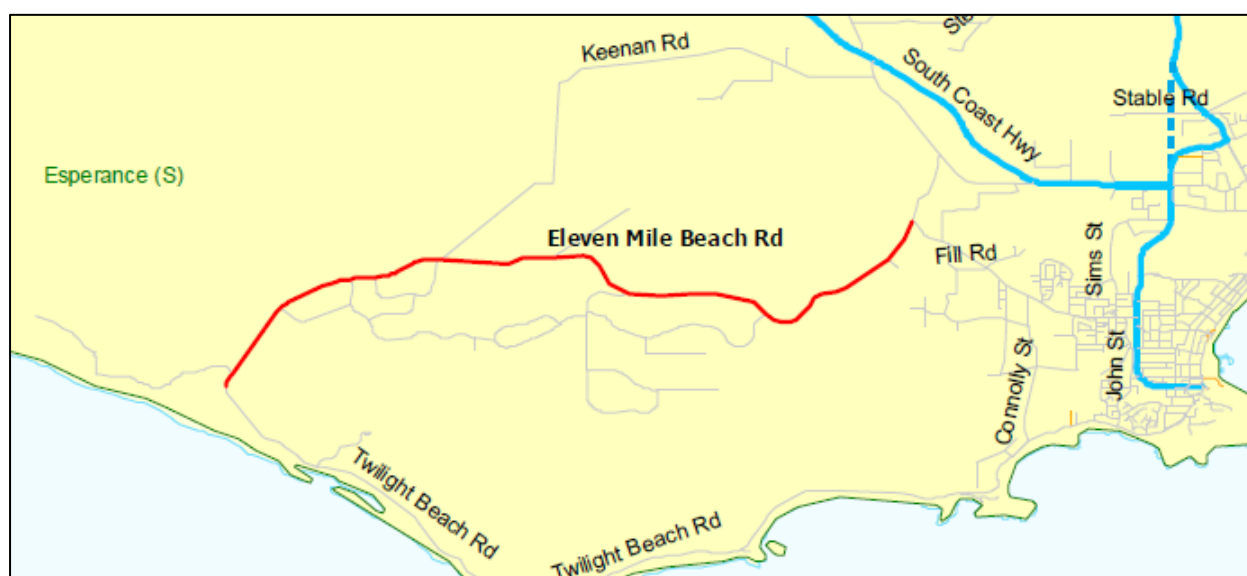 Keenan Rd
South Coast Hwy
Stable Rd
Esperance (S)
Eleven Mile Beach Rd
Fill Rd
Sims St
John St
Connolly St
Twilight Beach Rd
Twilight Beach Rd